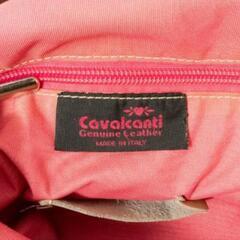 Cavalcanti
Genuine Leather
MADE IN ITALY